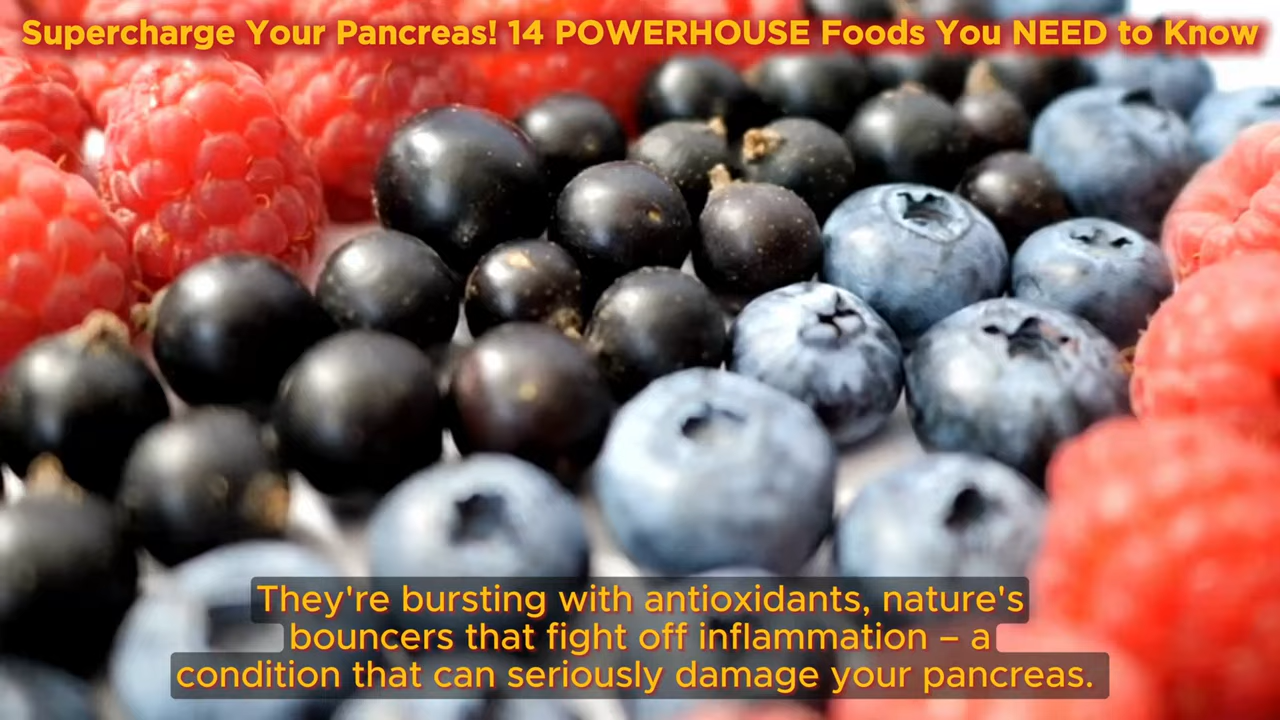 Supercharge Your Pancreas! 14 POWERHOUSE Foods You NEED to Know
They're bursting with antioxidants, nature's
bouncers that fight off inflammation – a
condition that can seriously damage your pancreas.